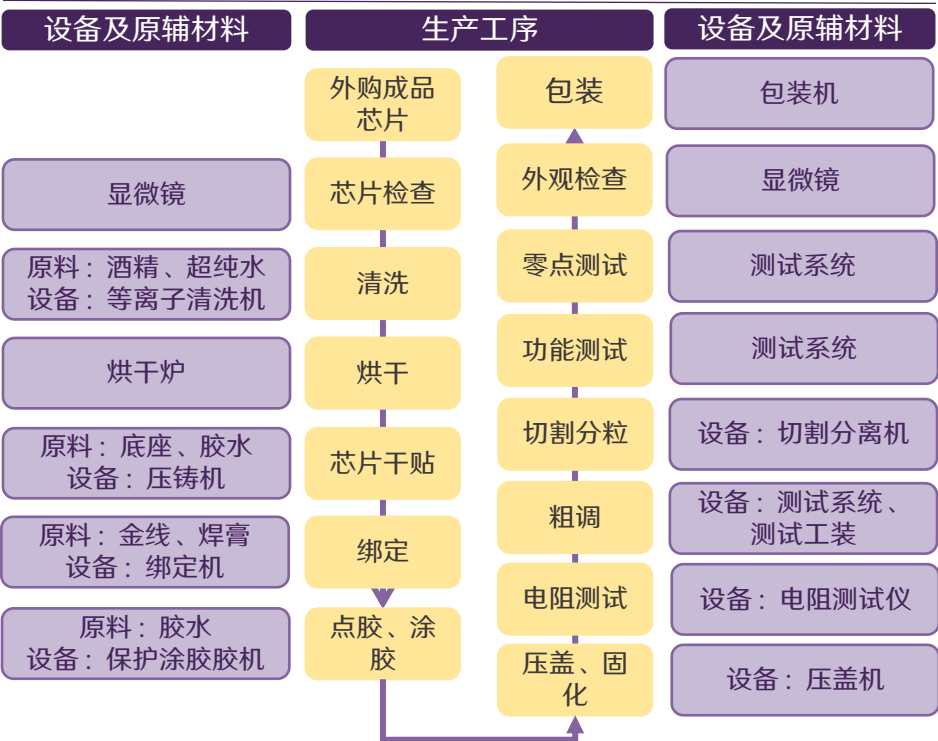 设备及原辅材料
生产工序
设备及原辅材料
外购成品
芯片
包装
包装机
显微镜
芯片检查
外观检查
显微镜
原料：酒精、超纯水
设备：等离子清洗机
清洗
零点测试
测试系统
烘干炉
烘干
功能测试
测试系统
原料：底座、胶水
设备：压铸机
芯片干贴
切割分粒
设备：切割分离机
原料：金线、焊膏
设备：绑定机
绑定
粗调
设备：测试系统、
测试工装
原料：胶水
设备：保护涂胶胶机
点胶、涂
胶
电阻测试
设备：电阻测试仪
压盖、固
化
设备：压盖机